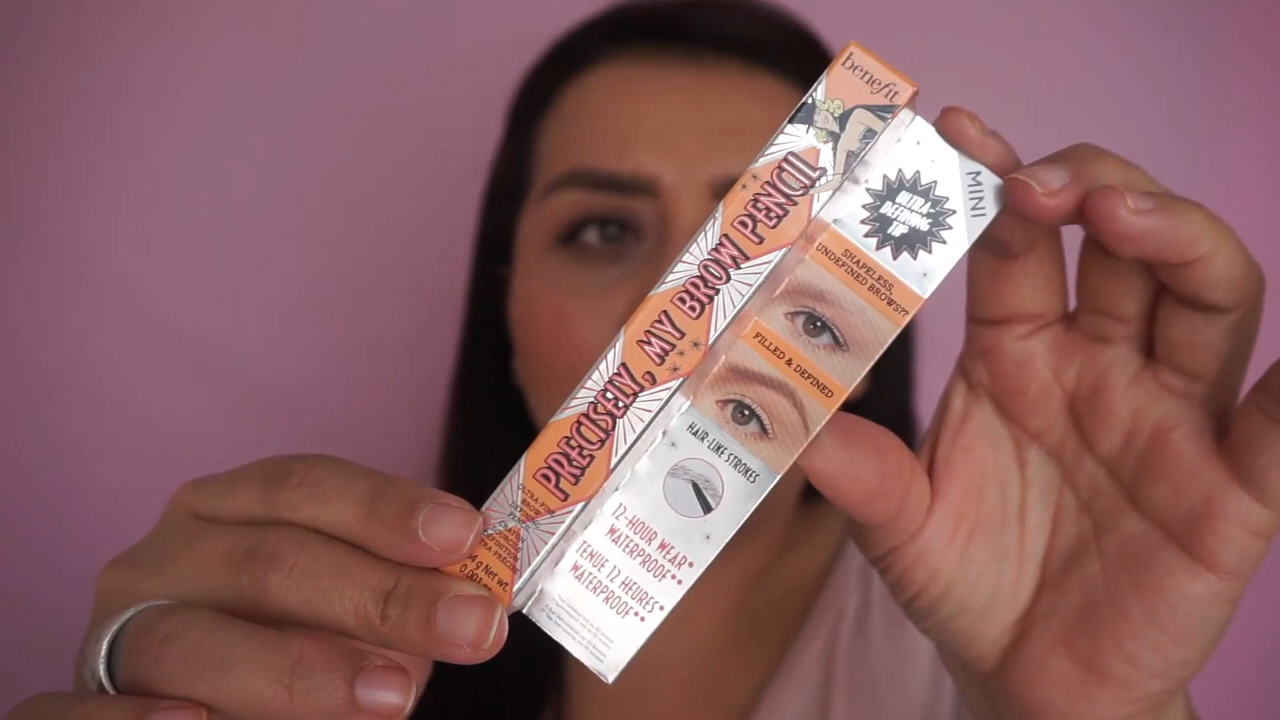 benefit
PRECISELY, MY BROW PENCIL
g Net wt.
MINI
ULTRA-
DEFINING
TIP
SHAPELESS,
UNDEFINED BROWS??
FILLED & DEFINED
HAIR-LIKE STROKES
12-HOUR WEAR•
WATERPROOF••
TENUE 12 HEURES•
WATERPROOF••